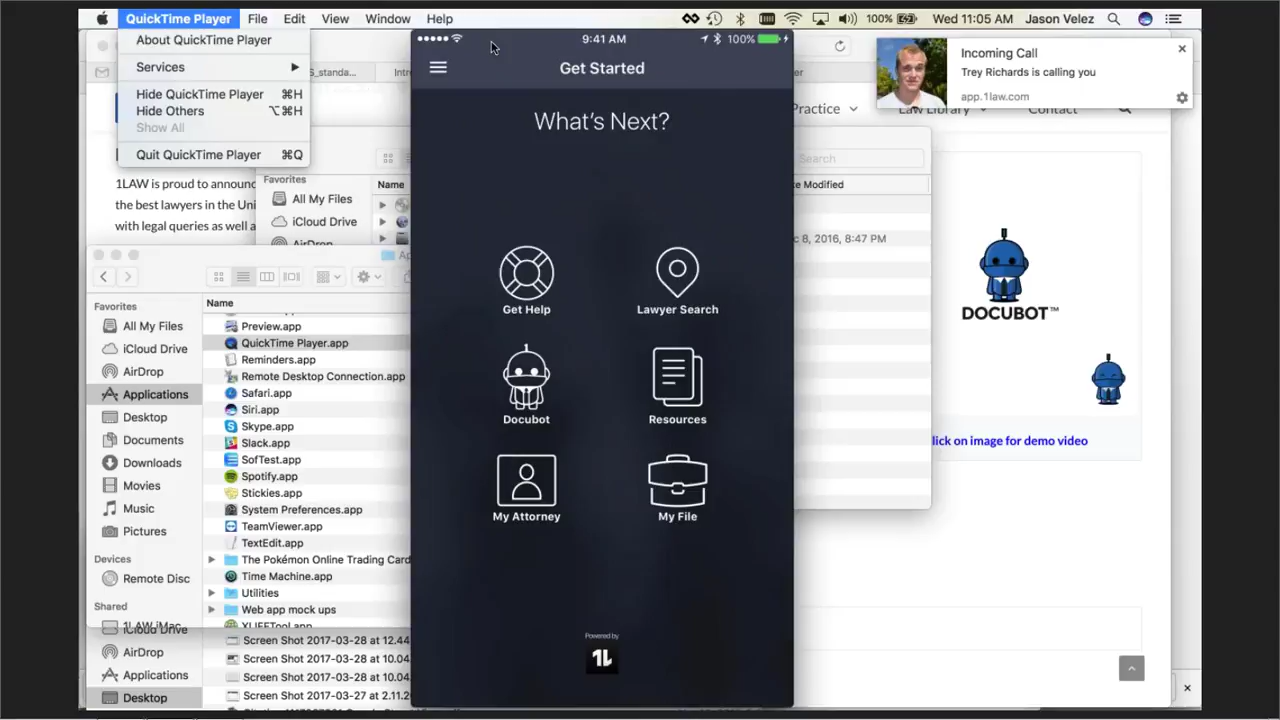 QuickTime Player File Edit View Window Help 100% Wed 11:05 AM Jason Velez
About QuickTime Player
Services
Hide QuickTime Player ⌘H
Hide Others ⌥⌘H
Show All
Quit QuickTime Player ⌘Q
9:41 AM 100%
Get Started
What's Next?
Get Help
Lawyer Search
Docubot
Resources
My Attorney
My File
Powered by
1L
Incoming Call
Trey Richards is calling you
app.1law.com
Practice
Law Library
Contact
S_standa...
Intr
1LAW is proud to announc
the best lawyers in the Uni
with legal queries as well a
Favorites
All My Files
iCloud Drive
AirDrop
Name
Search
te Modified
c 8, 2016, 8:47 PM
DOCUBOT™
lick on image for demo video
Ap
Favorites
All My Files
iCloud Drive
AirDrop
Applications
Desktop
Documents
Downloads
Movies
Music
Pictures
Devices
Remote Disc
Shared
1LAW iMac
iCloud Drive
AirDrop
Applications
Desktop
Name
Preview.app
QuickTime Player.app
Reminders.app
Remote Desktop Connection.app
Safari.app
Siri.app
Skype.app
Slack.app
SofTest.app
Spotify.app
Stickies.app
System Preferences.app
TeamViewer.app
TextEdit.app
The Pokémon Online Trading Card
Time Machine.app
Utilities
Web app mock ups
Screen Shot 2017-03-28 at 12.44
Screen Shot 2017-03-28 at 10.04
Screen Shot 2017-03-28 at 10.04
Screen Shot 2017-03-27 at 2.11.2